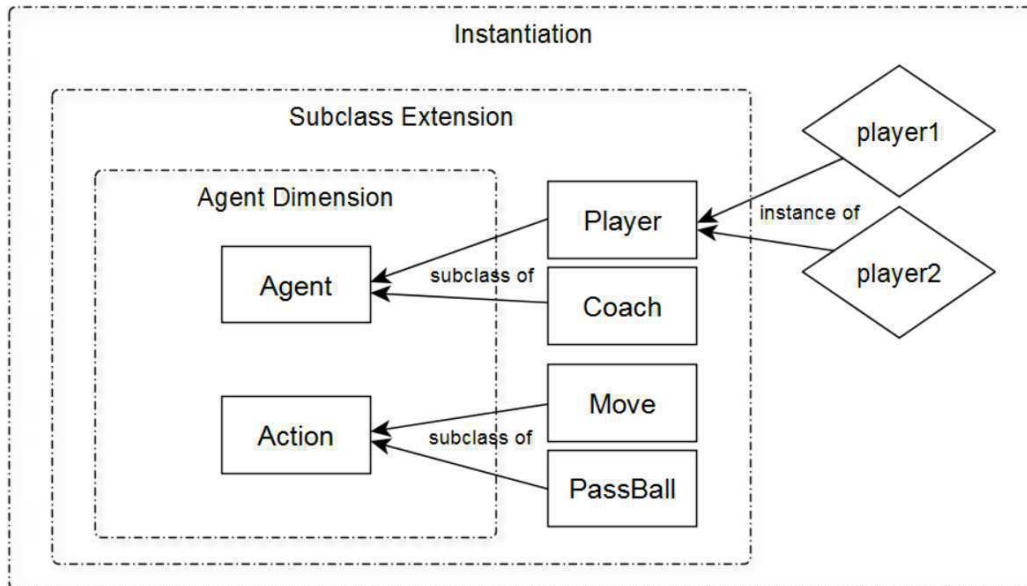 Instantiation
Subclass Extension
Agent Dimension
player1
Player
instance of
Agent
subclass of
player2
Coach
Move
Action
subclass of
PassBall